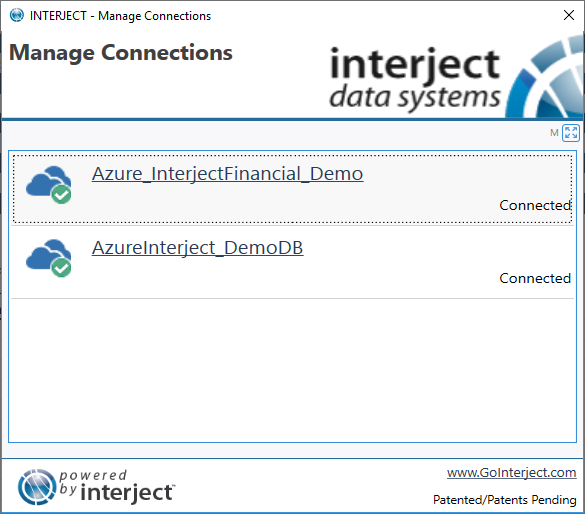 INTERJECT - Manage Connections
Manage Connections
interject
data systems
M
Azure_InterjectFinancial_Demo
Connected
AzureInterject_DemoDB
Connected
powered
by interject™
www.GoInterject.com
Patented/Patents Pending